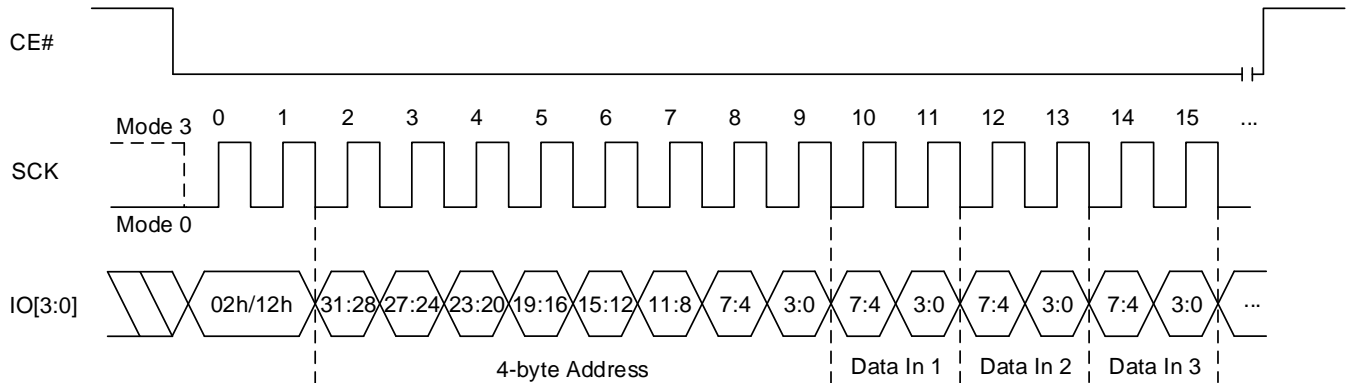 CE#
0 1 2 3 4 5 6 7 8 9 10 11 12 13 14 15 ...
Mode 3
SCK
Mode 0
IO[3:0] 02h/12h 31:28 27:24 23:20 19:16 15:12 11:8 7:4 3:0 7:4 3:0 7:4 3:0 7:4 3:0 ...
4-byte Address Data In 1 Data In 2 Data In 3